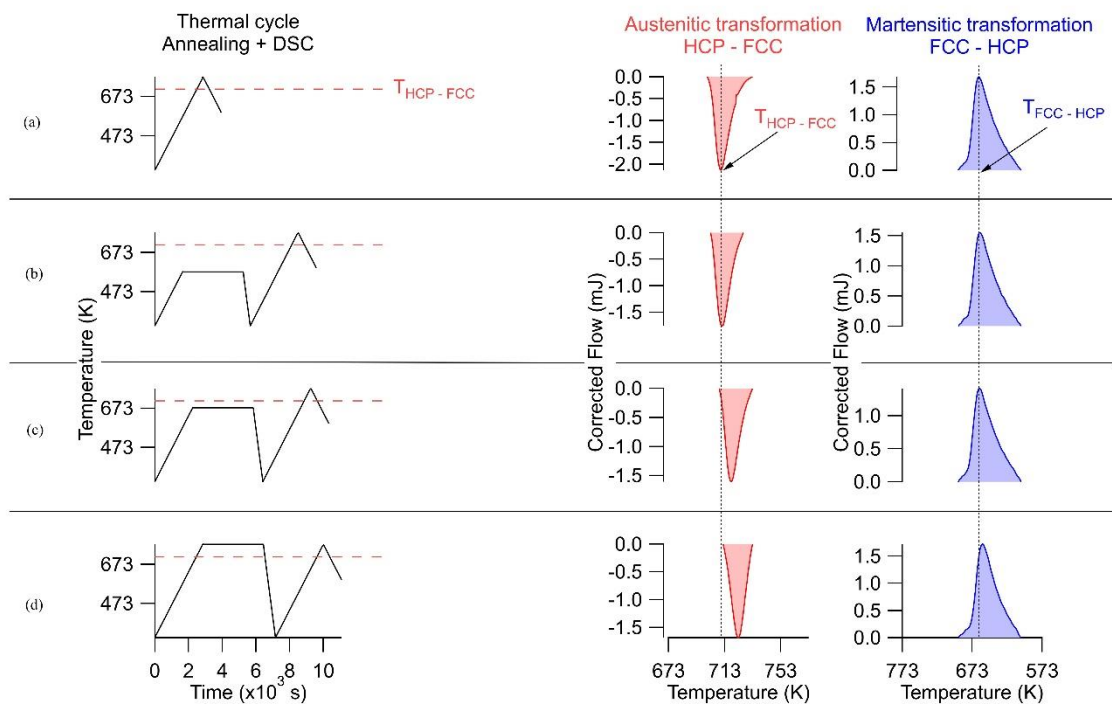 Thermal cycle
Annealing + DSC
Austenitic transformation
HCP - FCC
Martensitic transformation
FCC - HCP
(a)
673
473
T_HCP - FCC
0.0
-0.5
-1.0
-1.5
-2.0
T_HCP - FCC
1.5
1.0
0.5
0.0
T_FCC - HCP
(b)
673
473
0.0
-0.5
-1.0
-1.5
1.5
1.0
0.5
0.0
Temperature (K)
Corrected Flow (mJ)
Corrected Flow (mJ)
(c)
673
473
0.0
-0.5
-1.0
-1.5
1.0
0.5
0.0
(d)
673
473
0.0
-0.5
-1.0
-1.5
1.5
1.0
0.5
0.0
0 2 4 6 8 10
Time (x10³ s)
673 713 753
Temperature (K)
773 673 573
Temperature (K)